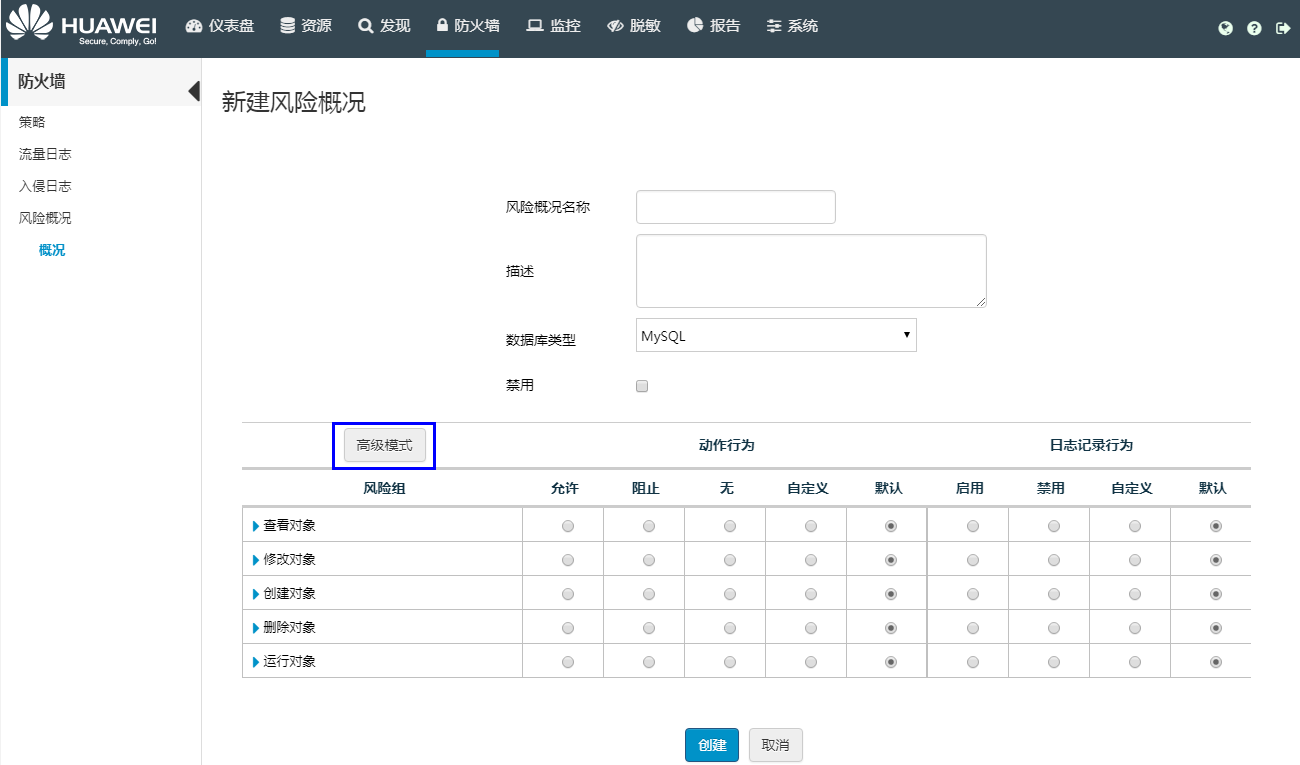 HUAWEI
Secure, Comply, Go!
仪表盘 资源 发现 防火墙 监控 脱敏 报告 系统
防火墙
策略
流量日志
入侵日志
风险概况
概况
新建风险概况
风险概况名称
描述
数据库类型 MySQL
禁用
高级模式 动作行为 日志记录行为
风险组 允许 阻止 无 自定义 默认 启用 禁用 自定义 默认
查看对象
修改对象
创建对象
删除对象
运行对象
创建 取消